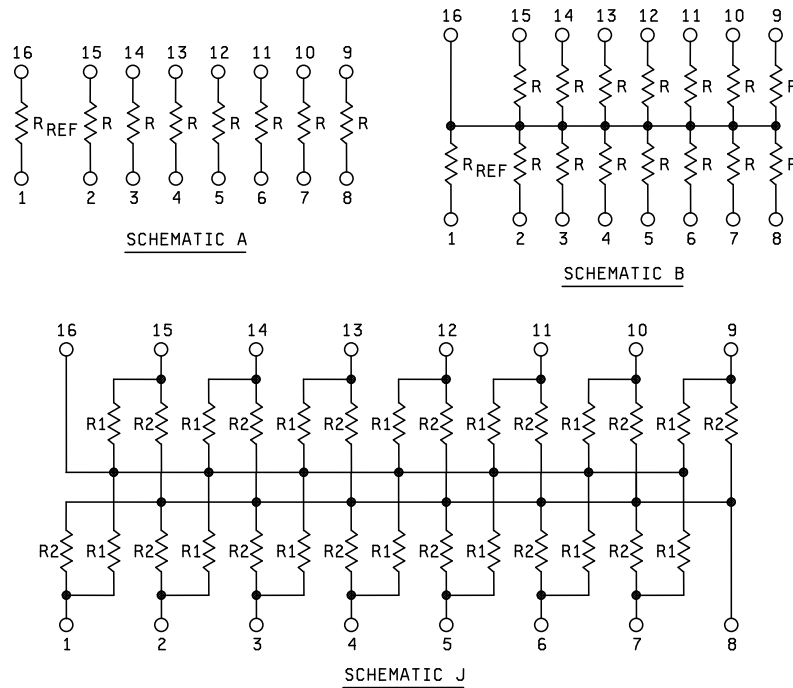 16 15 14 13 12 11 10 9
R REF R R R R R R R
1 2 3 4 5 6 7 8
SCHEMATIC A
16 15 14 13 12 11 10 9
R R R R R R R
R REF R R R R R R R
1 2 3 4 5 6 7 8
SCHEMATIC B
16 15 14 13 12 11 10 9
R1 R2 R1 R2 R1 R2 R1 R2 R1 R2 R1 R2 R1 R2
R2 R1 R2 R1 R2 R1 R2 R1 R2 R1 R2 R1 R2 R1
1 2 3 4 5 6 7 8
SCHEMATIC J